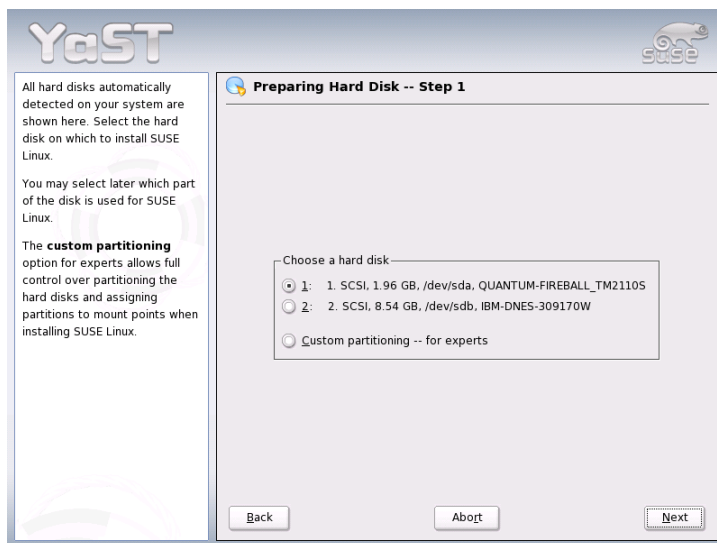 YaST
SUSE
All hard disks automatically
detected on your system are
shown here. Select the hard
disk on which to install SUSE
Linux.
You may select later which part
of the disk is used for SUSE
Linux.
The custom partitioning
option for experts allows full
control over partitioning the
hard disks and assigning
partitions to mount points when
installing SUSE Linux.
Preparing Hard Disk -- Step 1
Choose a hard disk
1: 1. SCSI, 1.96 GB, /dev/sda, QUANTUM-FIREBALL_TM2110S
2: 2. SCSI, 8.54 GB, /dev/sdb, IBM-DNES-309170W
Custom partitioning -- for experts
Back
Abort
Next